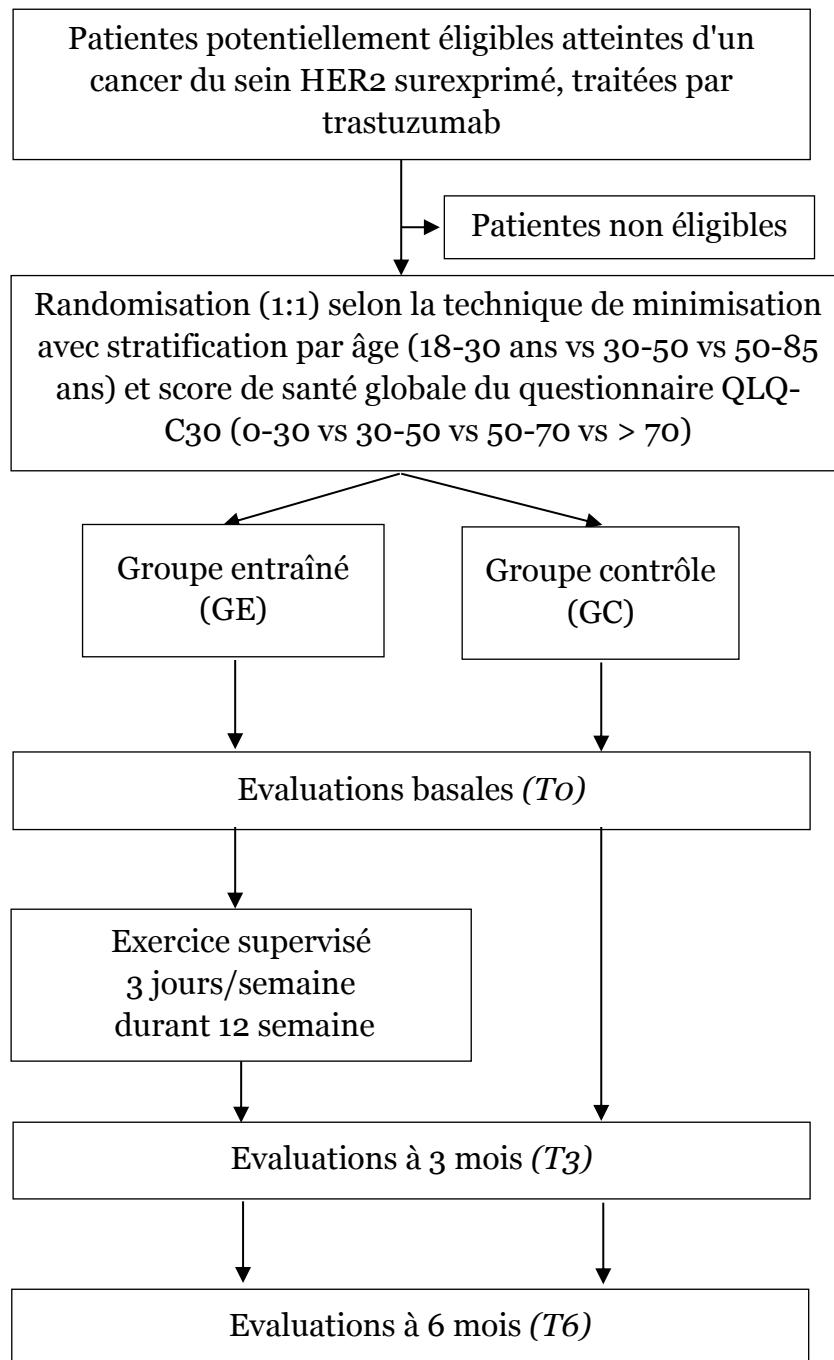 Patientes potentiellement éligibles atteintes d'un
cancer du sein HER2 surexprimé, traitées par
trastuzumab
Patientes non éligibles
Randomisation (1:1) selon la technique de minimisation
avec stratification par âge (18-30 ans vs 30-50 vs 50-85
ans) et score de santé globale du questionnaire QLQ-
C30 (0-30 vs 30-50 vs 50-70 vs > 70)
Groupe entraîné
(GE)
Groupe contrôle
(GC)
Evaluations basales (T0)
Exercice supervisé
3 jours/semaine
durant 12 semaine
Evaluations à 3 mois (T3)
Evaluations à 6 mois (T6)